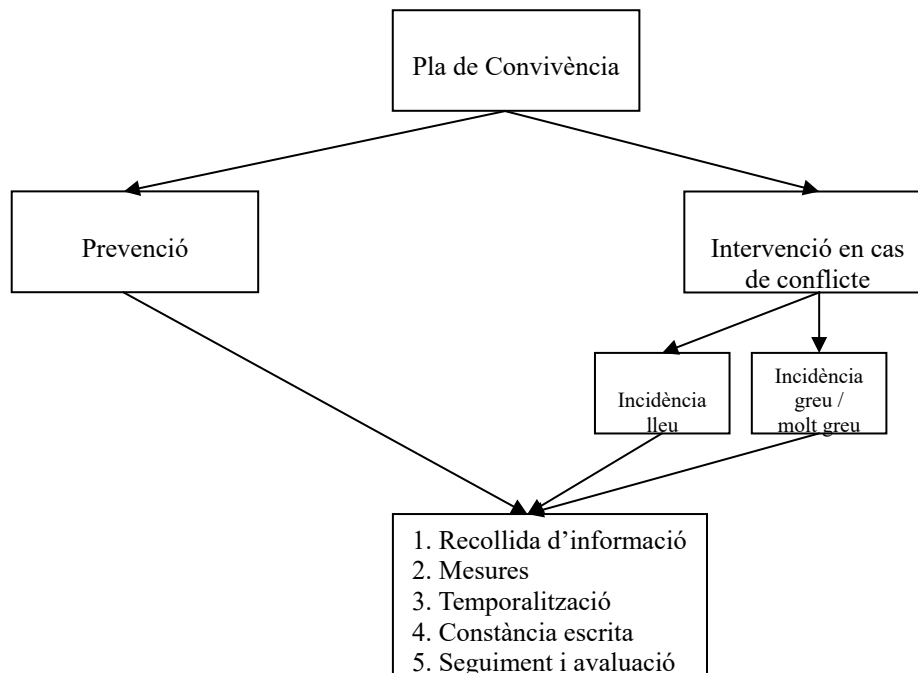 Pla de Convivència
Prevenció
Intervenció en cas
de conflicte
Incidència
lleu
Incidència
greu /
molt greu
1. Recollida d’informació
2. Mesures
3. Temporalització
4. Constància escrita
5. Seguiment i avaluació